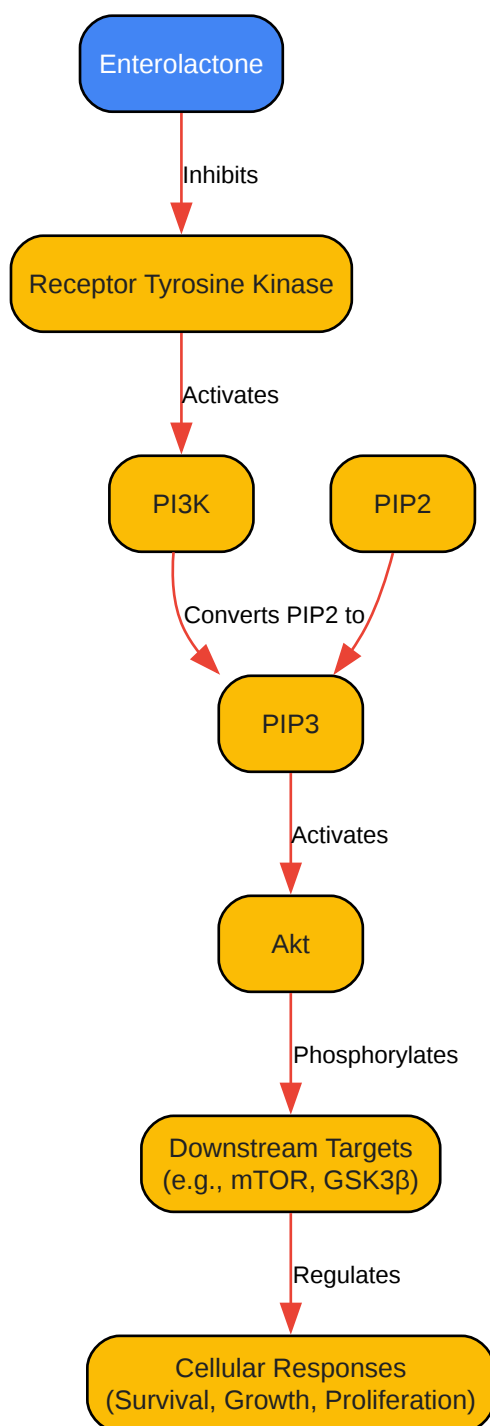 Enterolactone
Inhibits
Receptor Tyrosine Kinase
Activates
PI3K
PIP2
Converts PIP2 to
PIP3
Activates
Akt
Phosphorylates
Downstream Targets
(e.g., mTOR, GSK3β)
Regulates
Cellular Responses
(Survival, Growth, Proliferation)